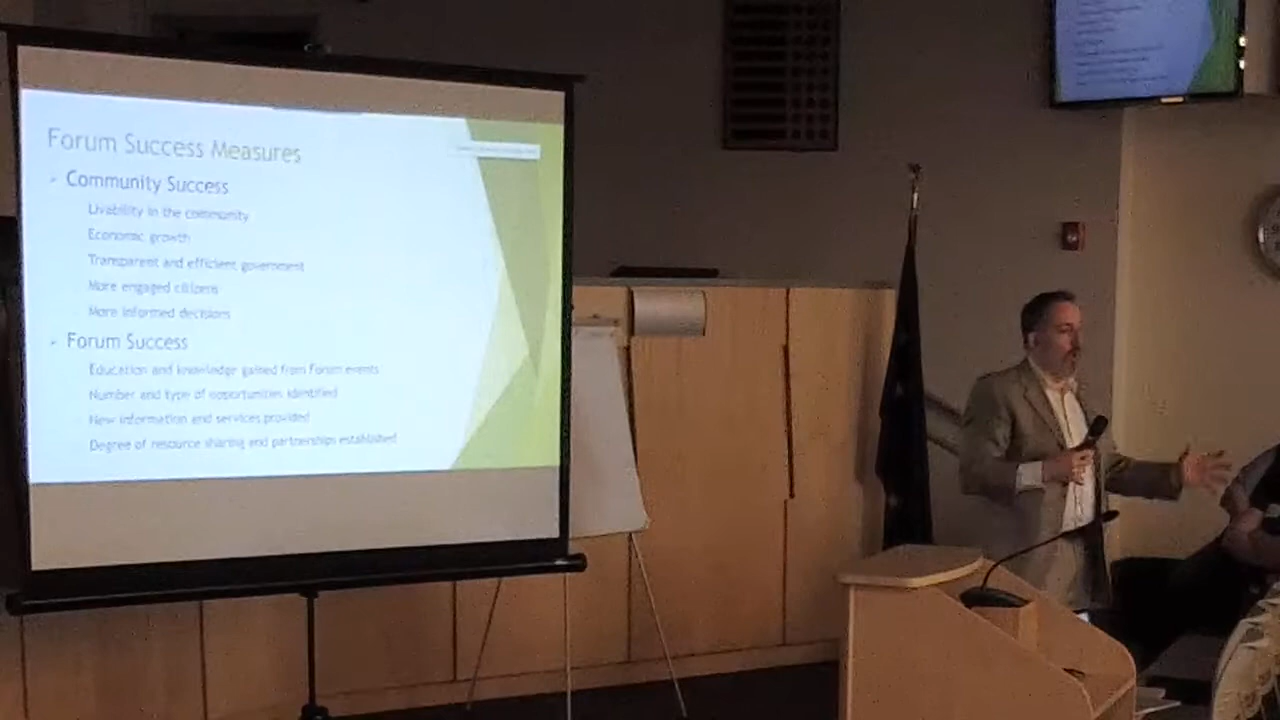 Forum Success Measures
Community Success
Livability in the community
Economic growth
Transparent and efficient government
More engaged citizens
More informed decisions
Forum Success
Education and knowledge gained from Forum events
Number and type of opportunities identified
New information and services provided
Degree of resource sharing and partnerships established